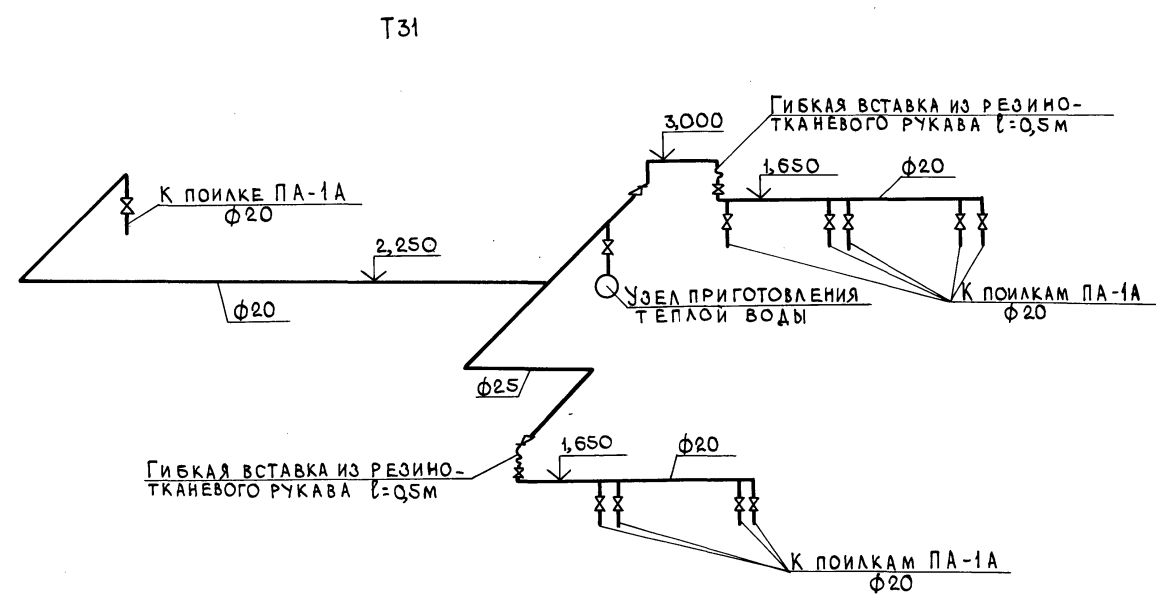 Т31
Гибкая вставка из резино-
тканевого рукава ℓ=0,5м
3,000
1,650
ф20
К поилке ПА-1А
ф20
2,250
ф20
Узел приготовления
теплой воды
К поилкам ПА-1А
ф20
ф25
1,650
ф20
Гибкая вставка из резино-
тканевого рукава ℓ=0,5м
К поилкам ПА-1А
ф20